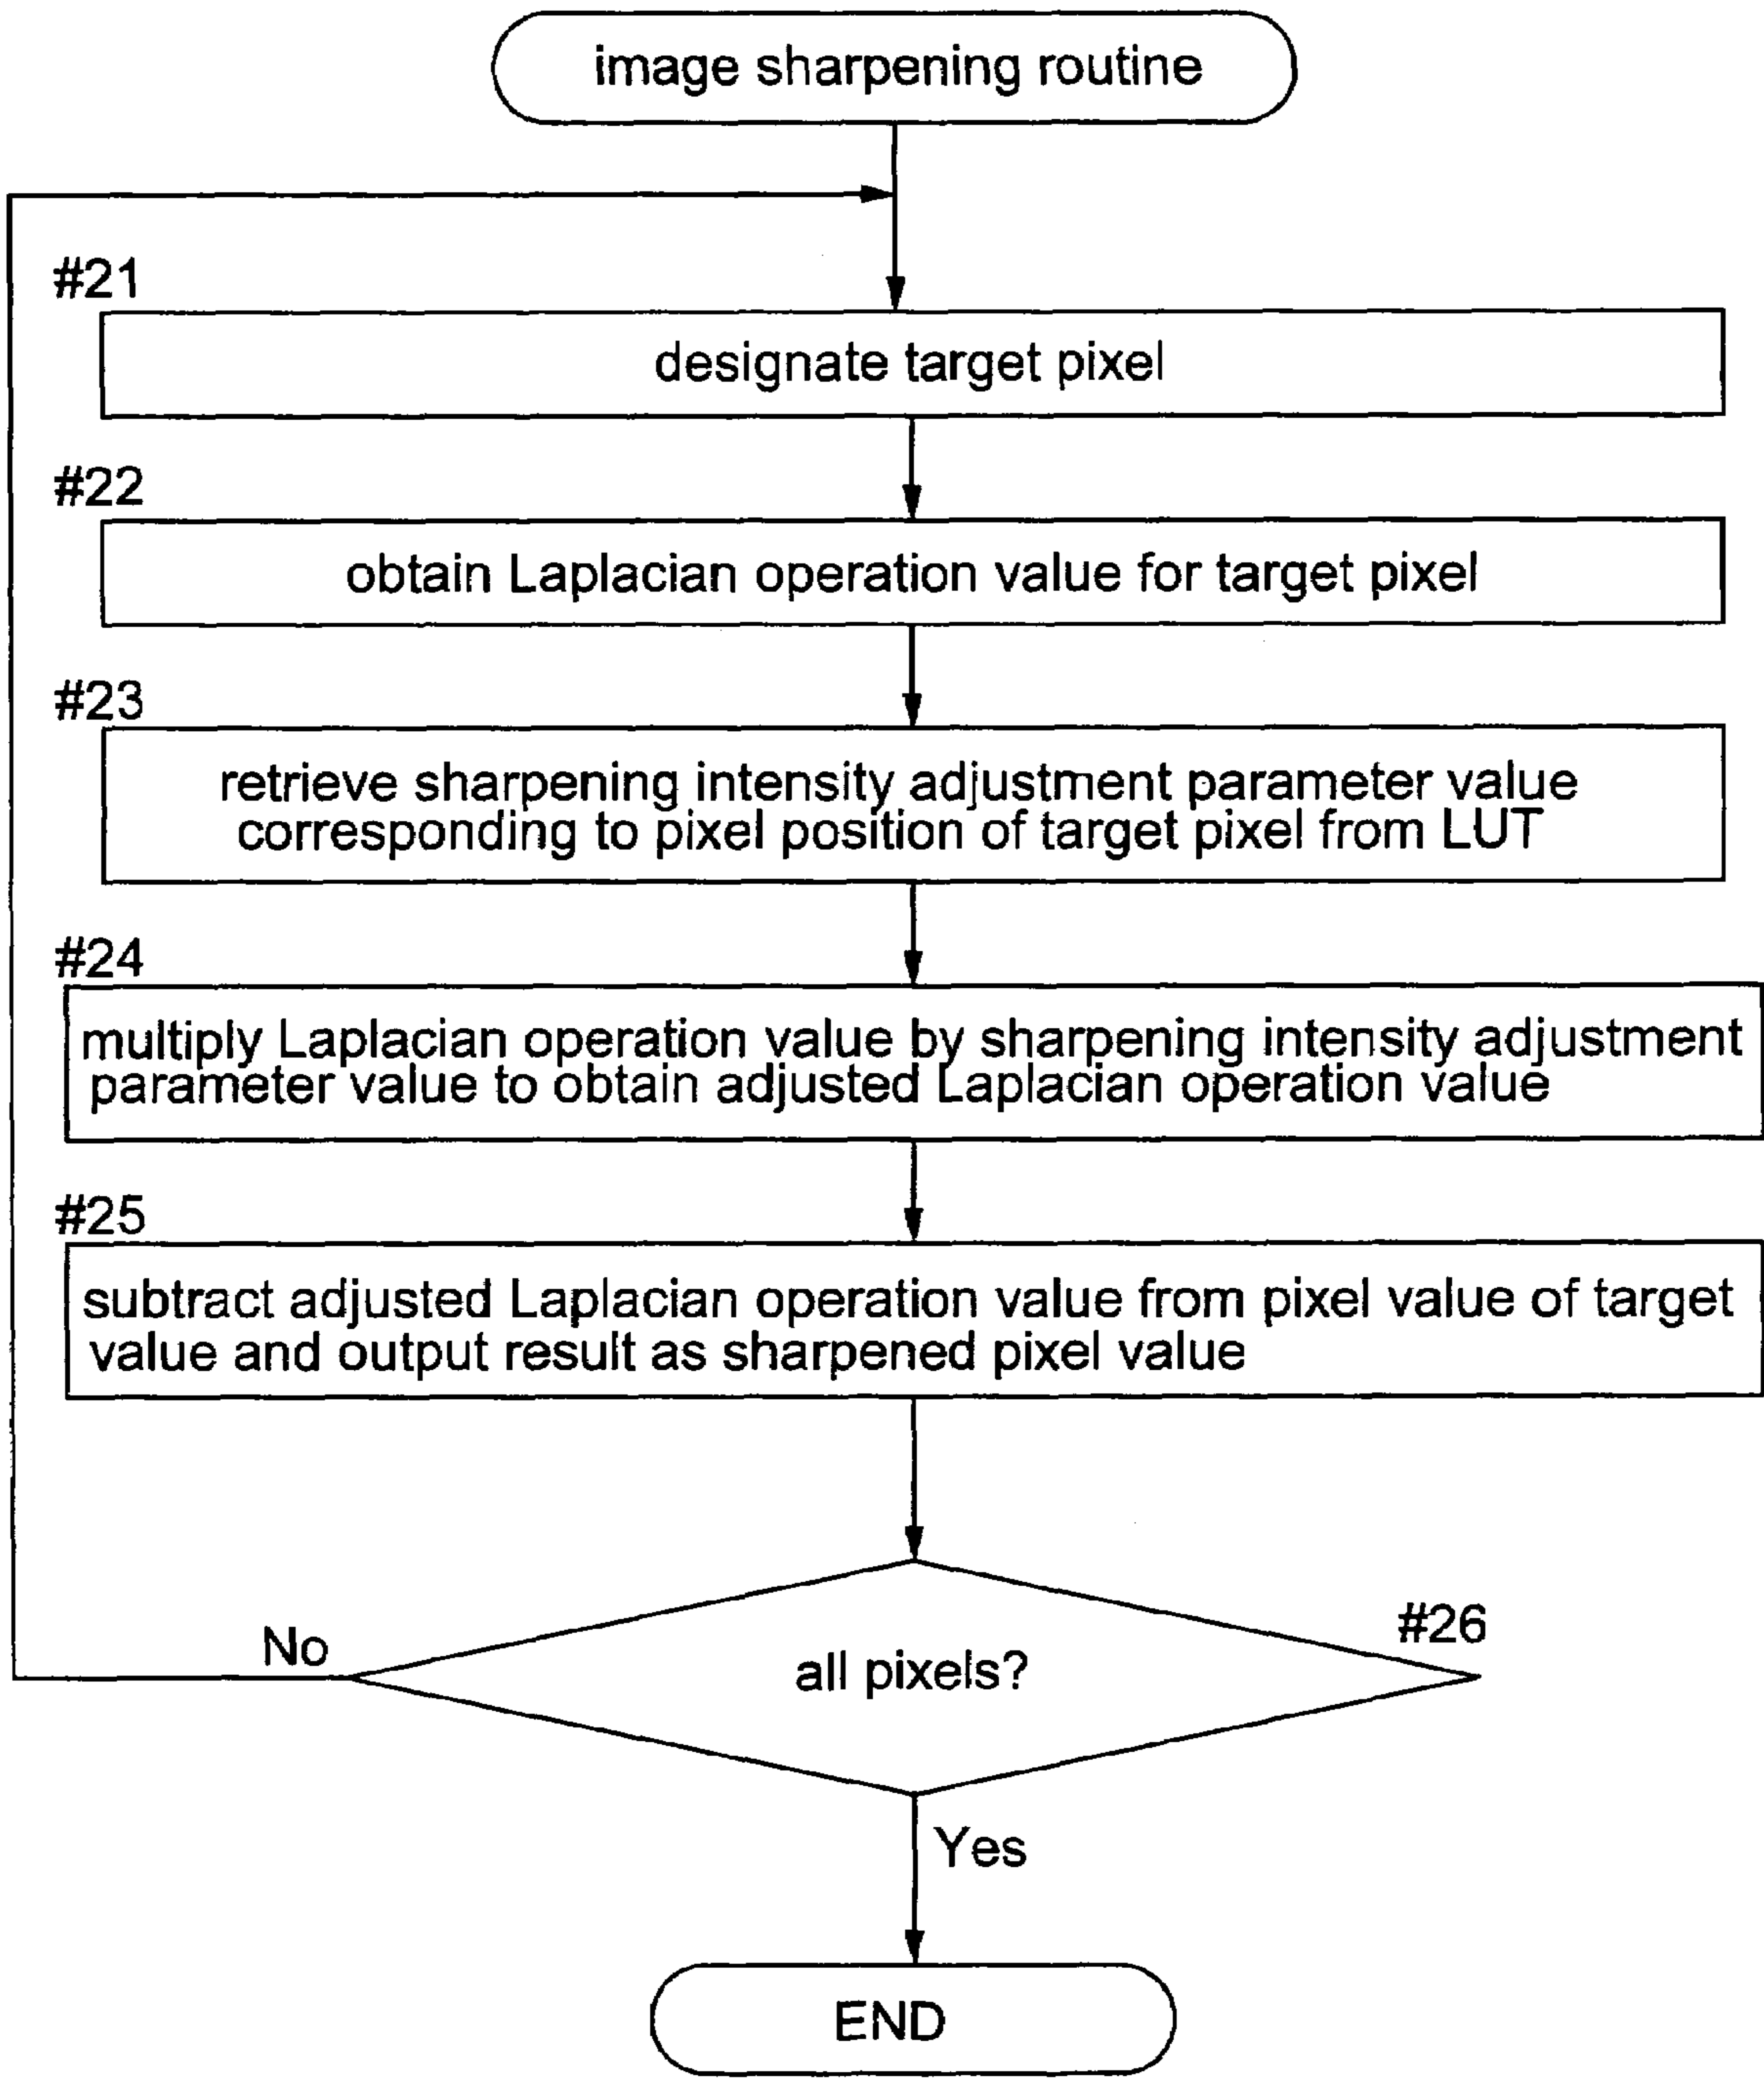 image sharpening routine
#21
designate target pixel
#22
obtain Laplacian operation value for target pixel
#23
retrieve sharpening intensity adjustment parameter value
corresponding to pixel position of target pixel from LUT
#24
multiply Laplacian operation value by sharpening intensity adjustment
parameter value to obtain adjusted Laplacian operation value
#25
subtract adjusted Laplacian operation value from pixel value of target
value and output result as sharpened pixel value
#26
No
all pixels?
Yes
END